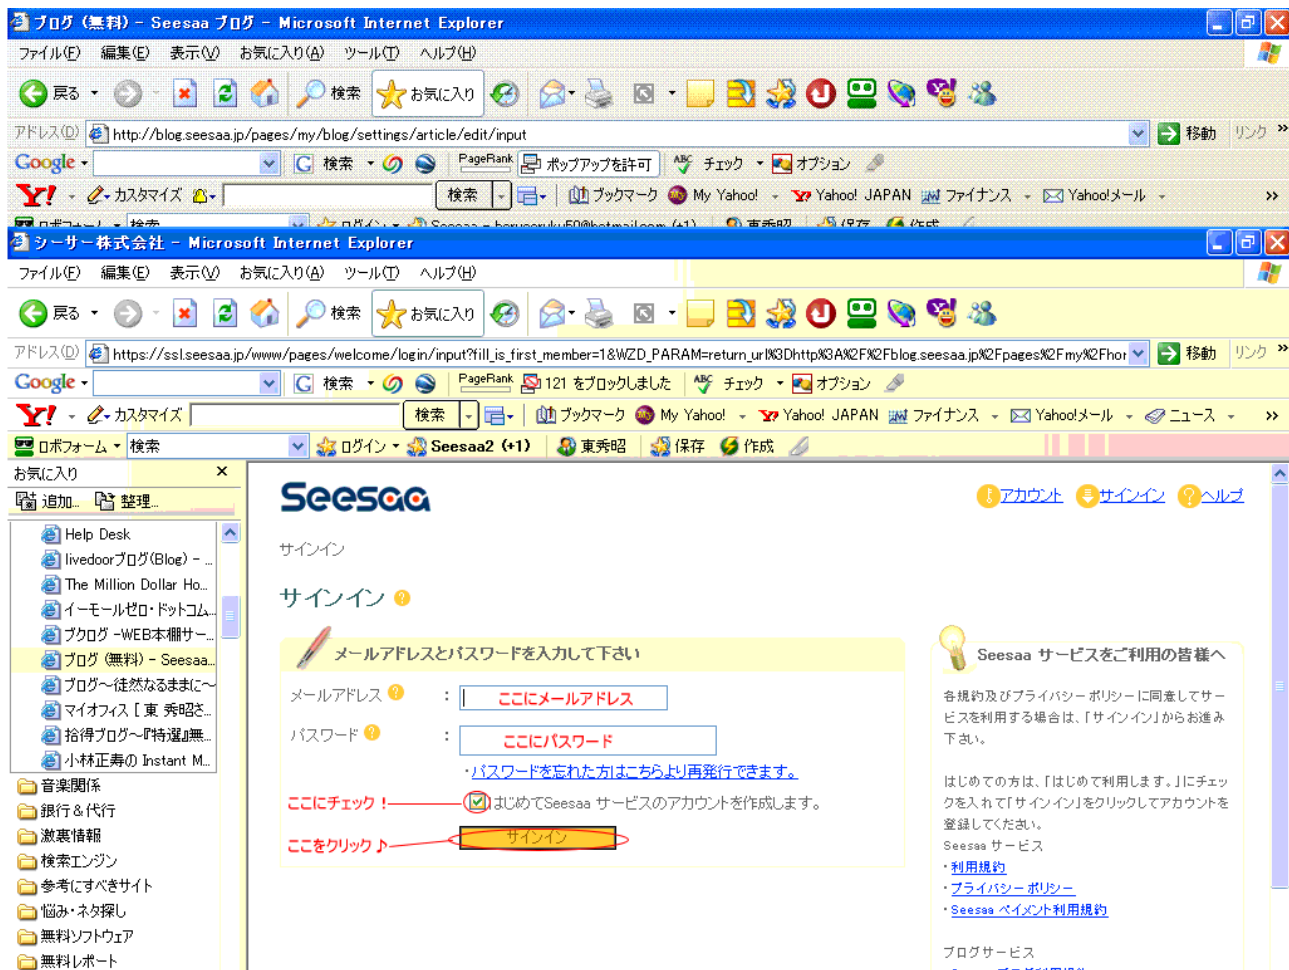 ブログ (無料) - Seesaa ブログ - Microsoft Internet Explorer
ファイル(F) 編集(E) 表示(V) お気に入り(A) ツール(T) ヘルプ(H)
戻る 検索 お気に入り
アドレス(D) http://blog.seesaa.jp/pages/my/blog/settings/article/edit/input 移動 リンク »
Google 検索 PageRank ポップアップを許可 ABC チェック オプション
Y! カスタマイズ 検索 ブックマーク My Yahoo! Yahoo! JAPAN ファイナンス Yahoo!メール »
ロボフォーム 検索 ログイン 東秀昭 保存 作成
シーサー株式会社 - Microsoft Internet Explorer
ファイル(F) 編集(E) 表示(V) お気に入り(A) ツール(T) ヘルプ(H)
戻る 検索 お気に入り
アドレス(D) https://ssl.seesaa.jp/www/pages/welcome/login/input?fill_is_first_member=1&WZD_PARAM=return_url%3Dhttp%3A%2F%2Fblog.seesaa.jp%2Fpages%2Fmy%2Fhor 移動 リンク »
Google 検索 PageRank 121 をブロックしました ABC チェック オプション
Y! カスタマイズ 検索 ブックマーク My Yahoo! Yahoo! JAPAN ファイナンス Yahoo!メール ニュース »
ロボフォーム 検索 ログイン Seesaa2 (+1) 東秀昭 保存 作成
お気に入り ×
追加... 整理...
Help Desk
livedoorブログ(Blog) - ...
The Million Dollar Ho...
イーモールゼロ・ドットコム...
ブクログ -WEB本棚サー...
ブログ (無料) - Seesaa...
ブログ～徒然なるままに～
マイオフィス [ 東 秀昭さ...
拾得ブログ～『特選』無...
小林正寿の Instant M...
音楽関係
銀行&代行
激裏情報
検索エンジン
参考にすべきサイト
悩み・ネタ探し
無料ソフトウェア
無料レポート
Seesaa
アカウント サインイン ヘルプ
サインイン
サインイン
メールアドレスとパスワードを入力して下さい
メールアドレス : ここにメールアドレス
パスワード : ここにパスワード
・パスワードを忘れた方はこちらより再発行できます。
ここにチェック！ はじめてSeesaa サービスのアカウントを作成します。
ここをクリック♪ サインイン
Seesaa サービスをご利用の皆様へ
各規約及びプライバシーポリシーに同意してサー
ビスを利用する場合は、「サインイン」からお進み
下さい。
はじめての方は、「はじめて利用します。」にチェッ
クを入れて「サインイン」をクリックしてアカウントを
登録してください。
Seesaa サービス
・利用規約
・プライバシーポリシー
・Seesaa ペイメント利用規約
ブログサービス